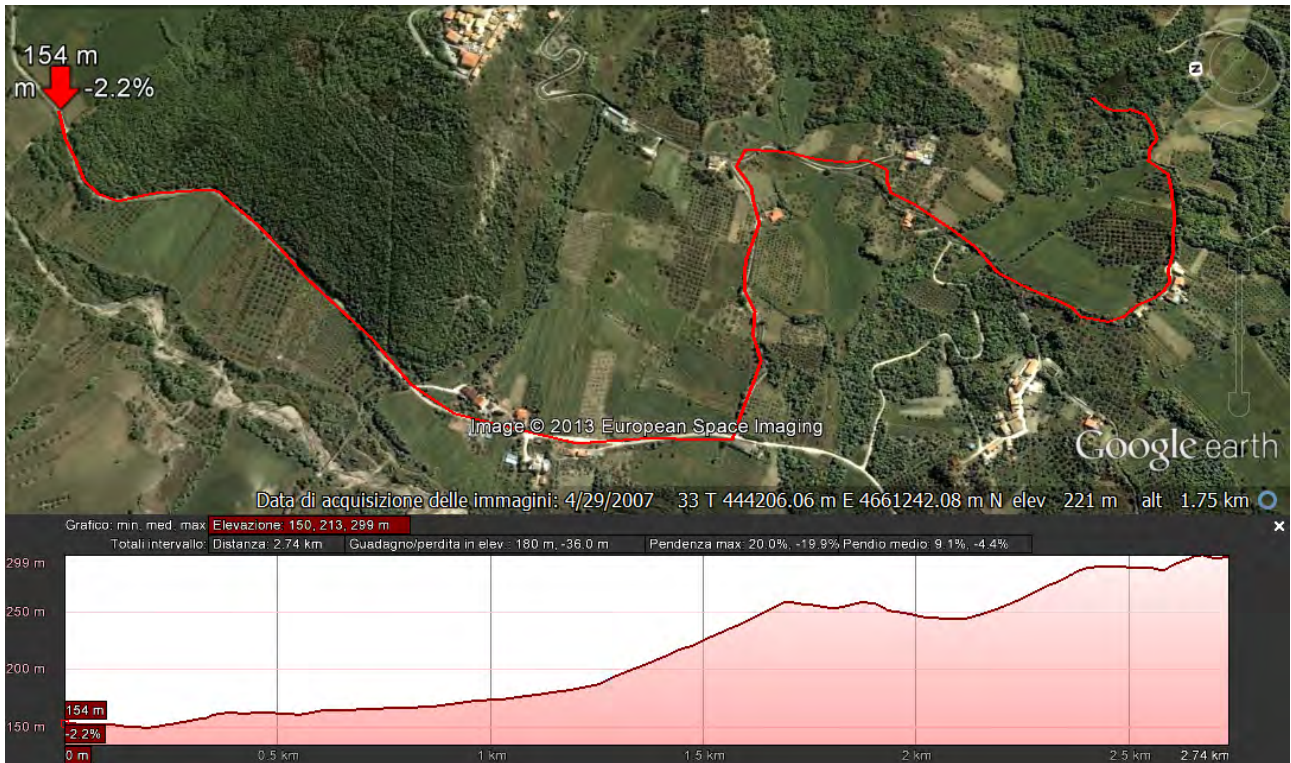 154 m
m -2.2%
N
Image © 2013 European Space Imaging
Google earth
Data di acquisizione delle immagini: 4/29/2007 33 T 444206.06 m E 4661242.08 m N elev 221 m alt 1.75 km
Grafico: min. med. max Elevazione: 150, 213, 299 m
Totali intervallo: Distanza: 2.74 km Guadagno/perdita in elev.: 180 m, -36.0 m Pendenza max: 20.0%, -19.9% Pendio medio: 9.1%, -4.4%
299 m
250 m
200 m
154 m
150 m
-2.2%
0 m 0.5 km 1 km 1.5 km 2 km 2.5 km 2.74 km